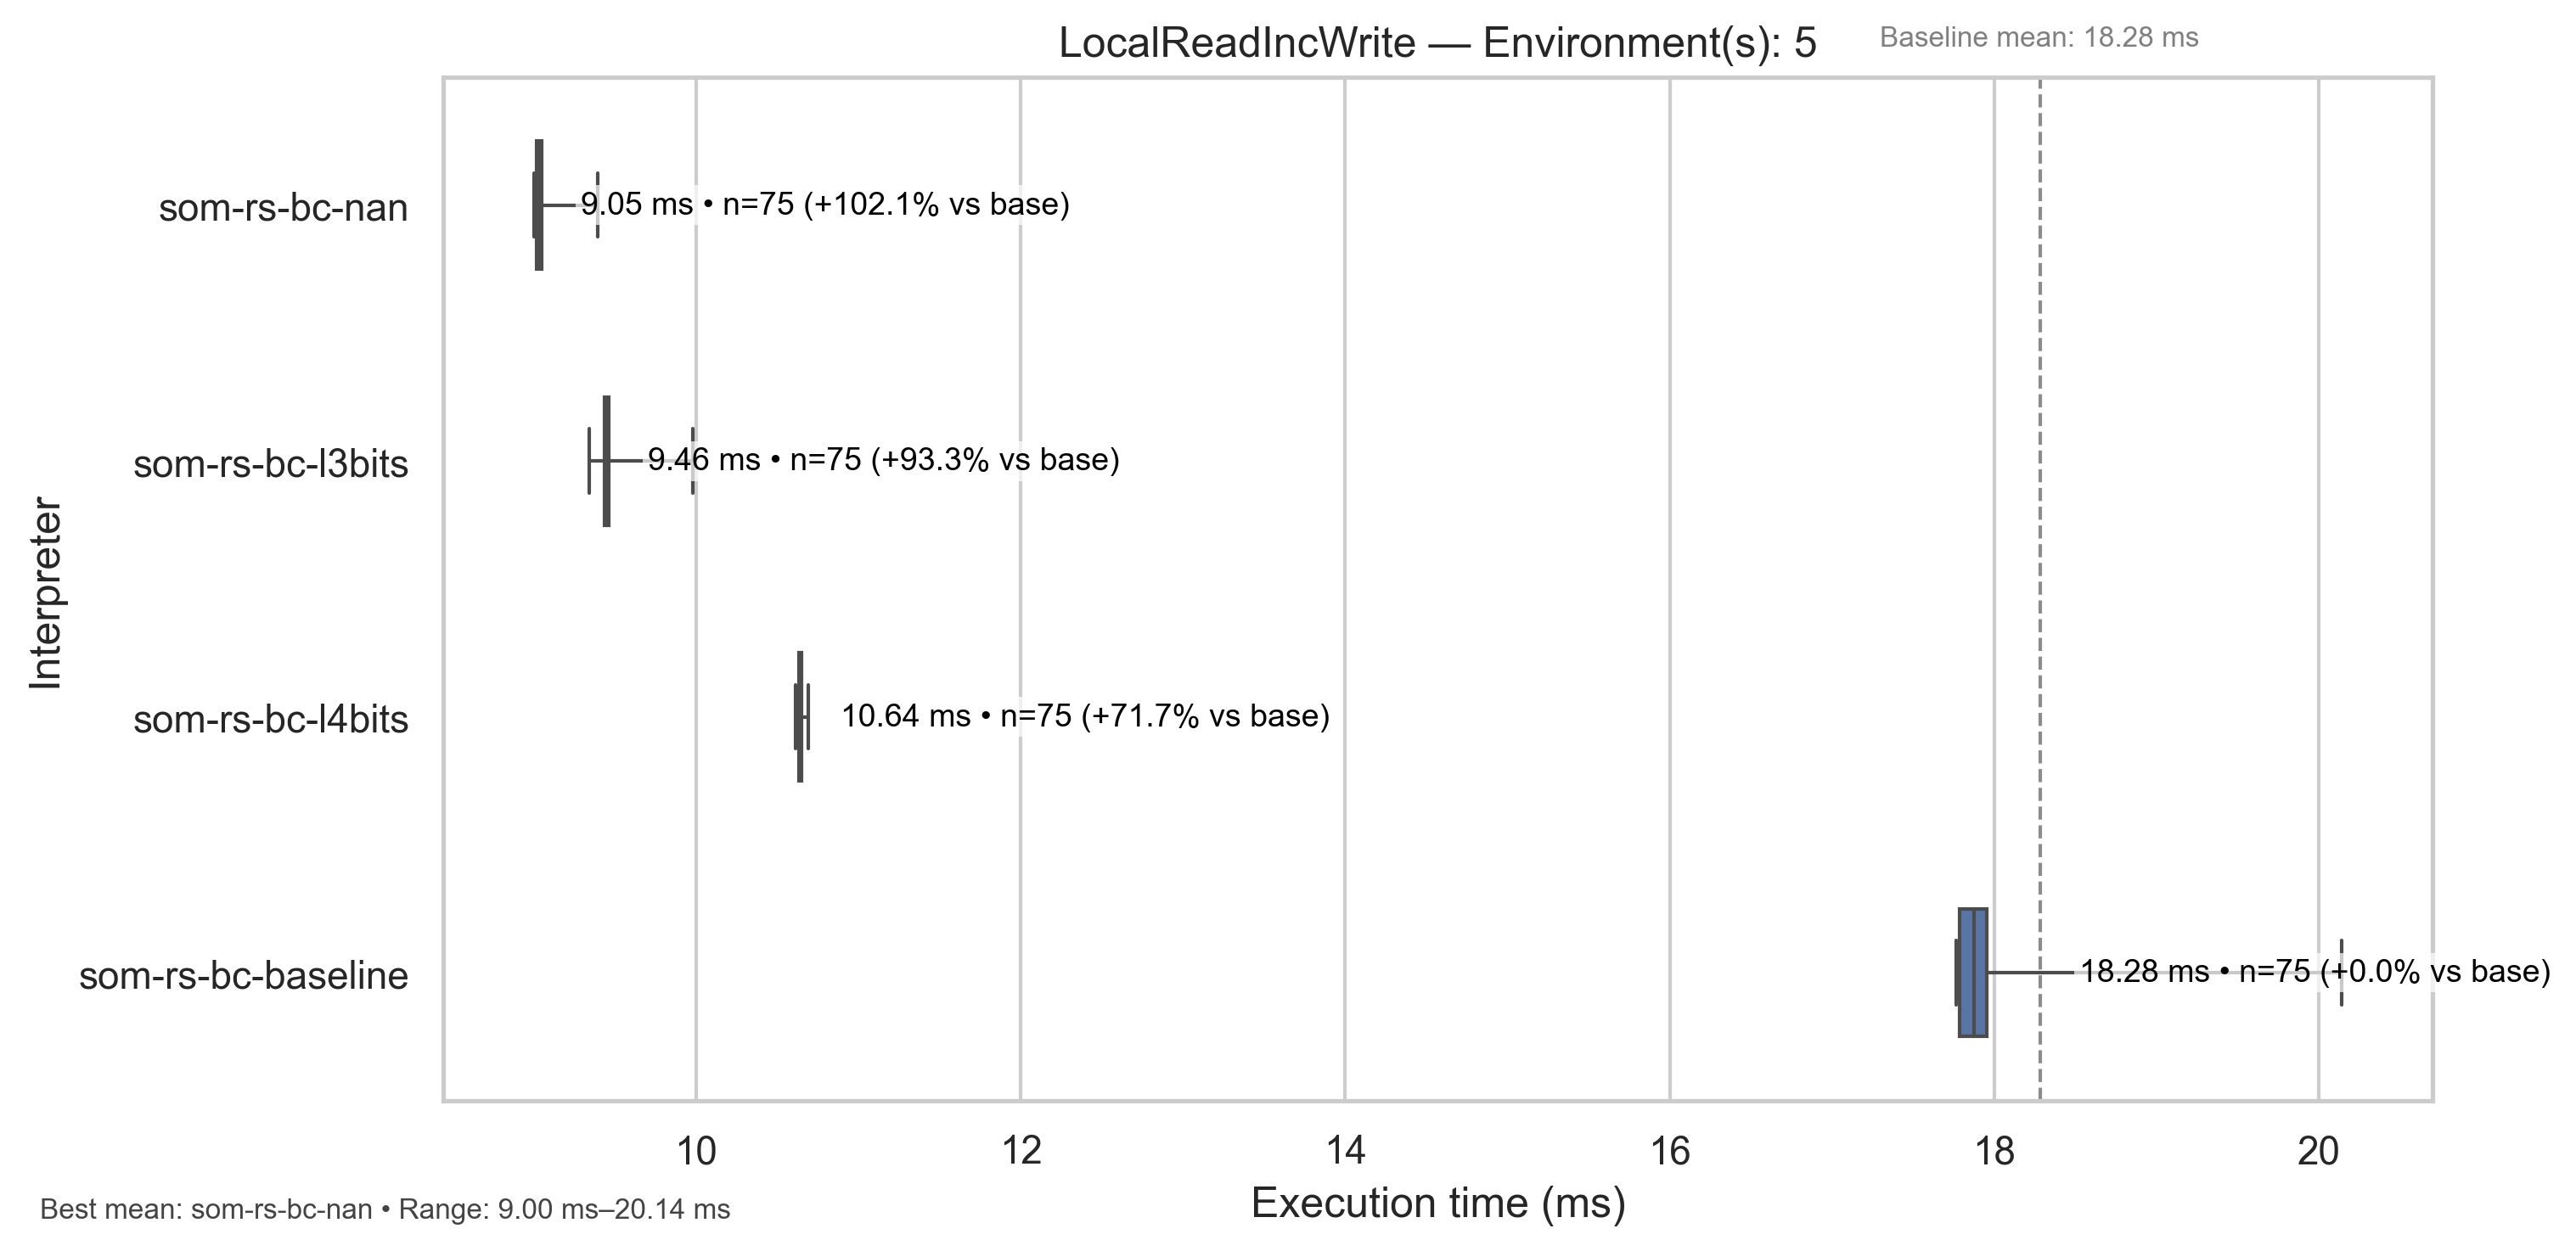 LocalReadIncWrite — Environment(s): 5
Baseline mean: 18.28 ms
Interpreter
som-rs-bc-nan
9.05 ms • n=75 (+102.1% vs base)
som-rs-bc-l3bits
9.46 ms • n=75 (+93.3% vs base)
som-rs-bc-l4bits
10.64 ms • n=75 (+71.7% vs base)
som-rs-bc-baseline
18.28 ms • n=75 (+0.0% vs base)
10 12 14 16 18 20
Execution time (ms)
Best mean: som-rs-bc-nan • Range: 9.00 ms–20.14 ms